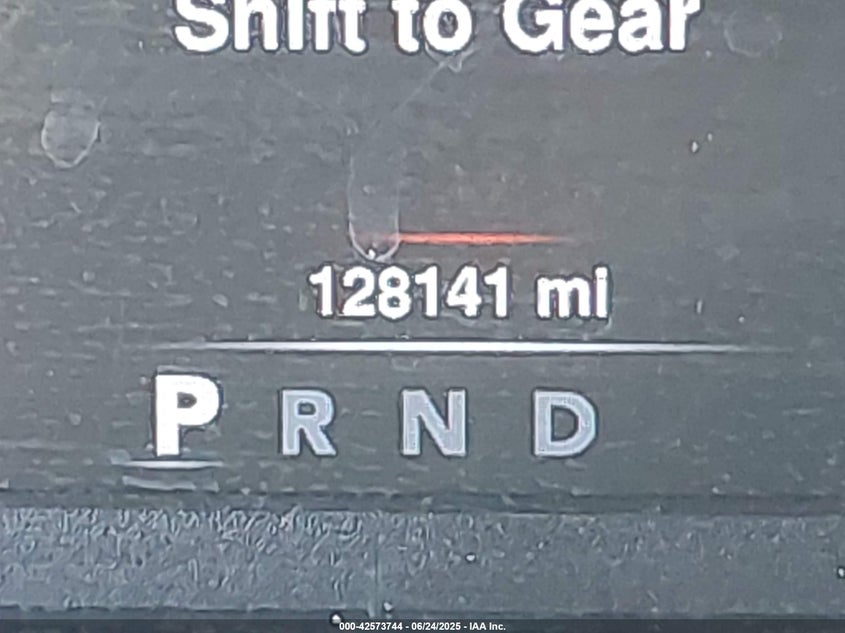 Shift to Gear
128141 mi
P R N D
000-42573744 - 06/24/2025 - IAA Inc.